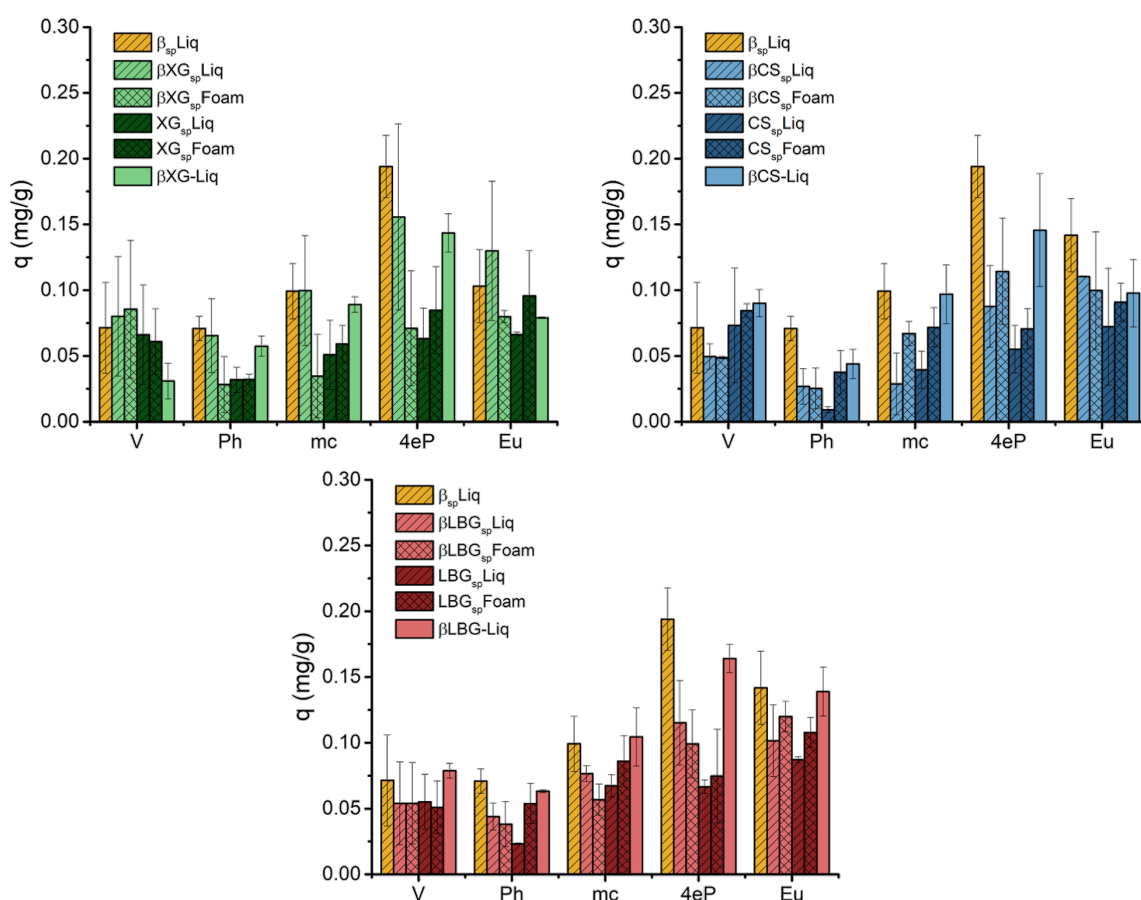 q (mg/g)
0.30
0.25
0.20
0.15
0.10
0.05
0.00
βspLiq
βXGspLiq
βXGspFoam
XGspLiq
XGspFoam
βXG-Liq
V Ph mc 4eP Eu
q (mg/g)
0.30
0.25
0.20
0.15
0.10
0.05
0.00
βspLiq
βCSspLiq
βCSspFoam
CSspLiq
CSspFoam
βCS-Liq
V Ph mc 4eP Eu
q (mg/g)
0.30
0.25
0.20
0.15
0.10
0.05
0.00
βspLiq
βLBGspLiq
βLBGspFoam
LBGspLiq
LBGspFoam
βLBG-Liq
V Ph mc 4eP Eu